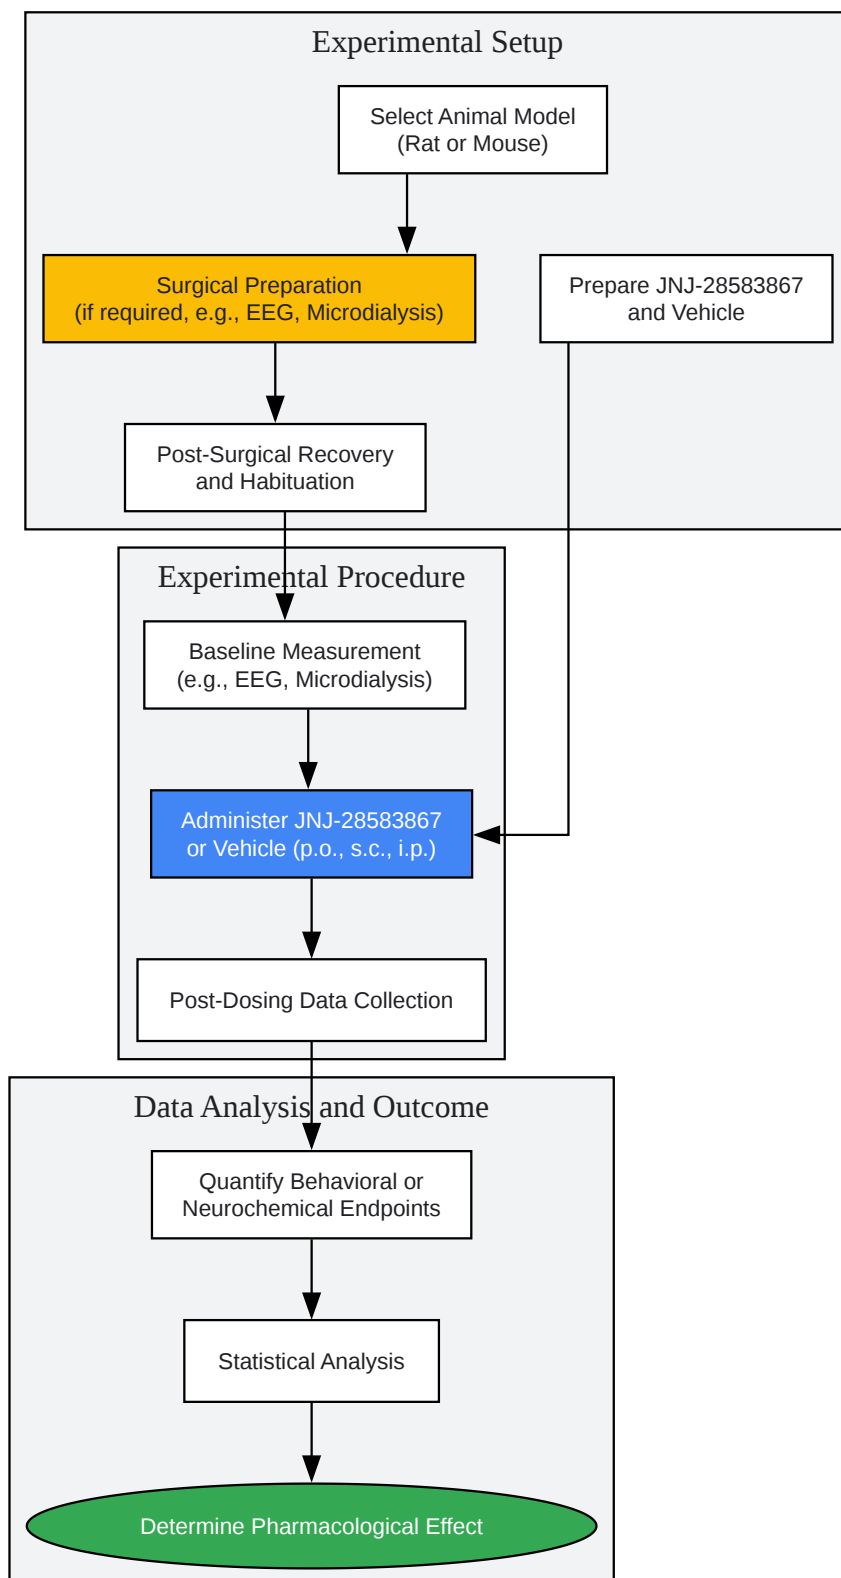 Experimental Setup
Select Animal Model
(Rat or Mouse)
Surgical Preparation
(if required, e.g., EEG, Microdialysis)
Prepare JNJ-28583867
and Vehicle
Post-Surgical Recovery
and Habituation
Experimental Procedure
Baseline Measurement
(e.g., EEG, Microdialysis)
Administer JNJ-28583867
or Vehicle (p.o., s.c., i.p.)
Post-Dosing Data Collection
Data Analysis and Outcome
Quantify Behavioral or
Neurochemical Endpoints
Statistical Analysis
Determine Pharmacological Effect